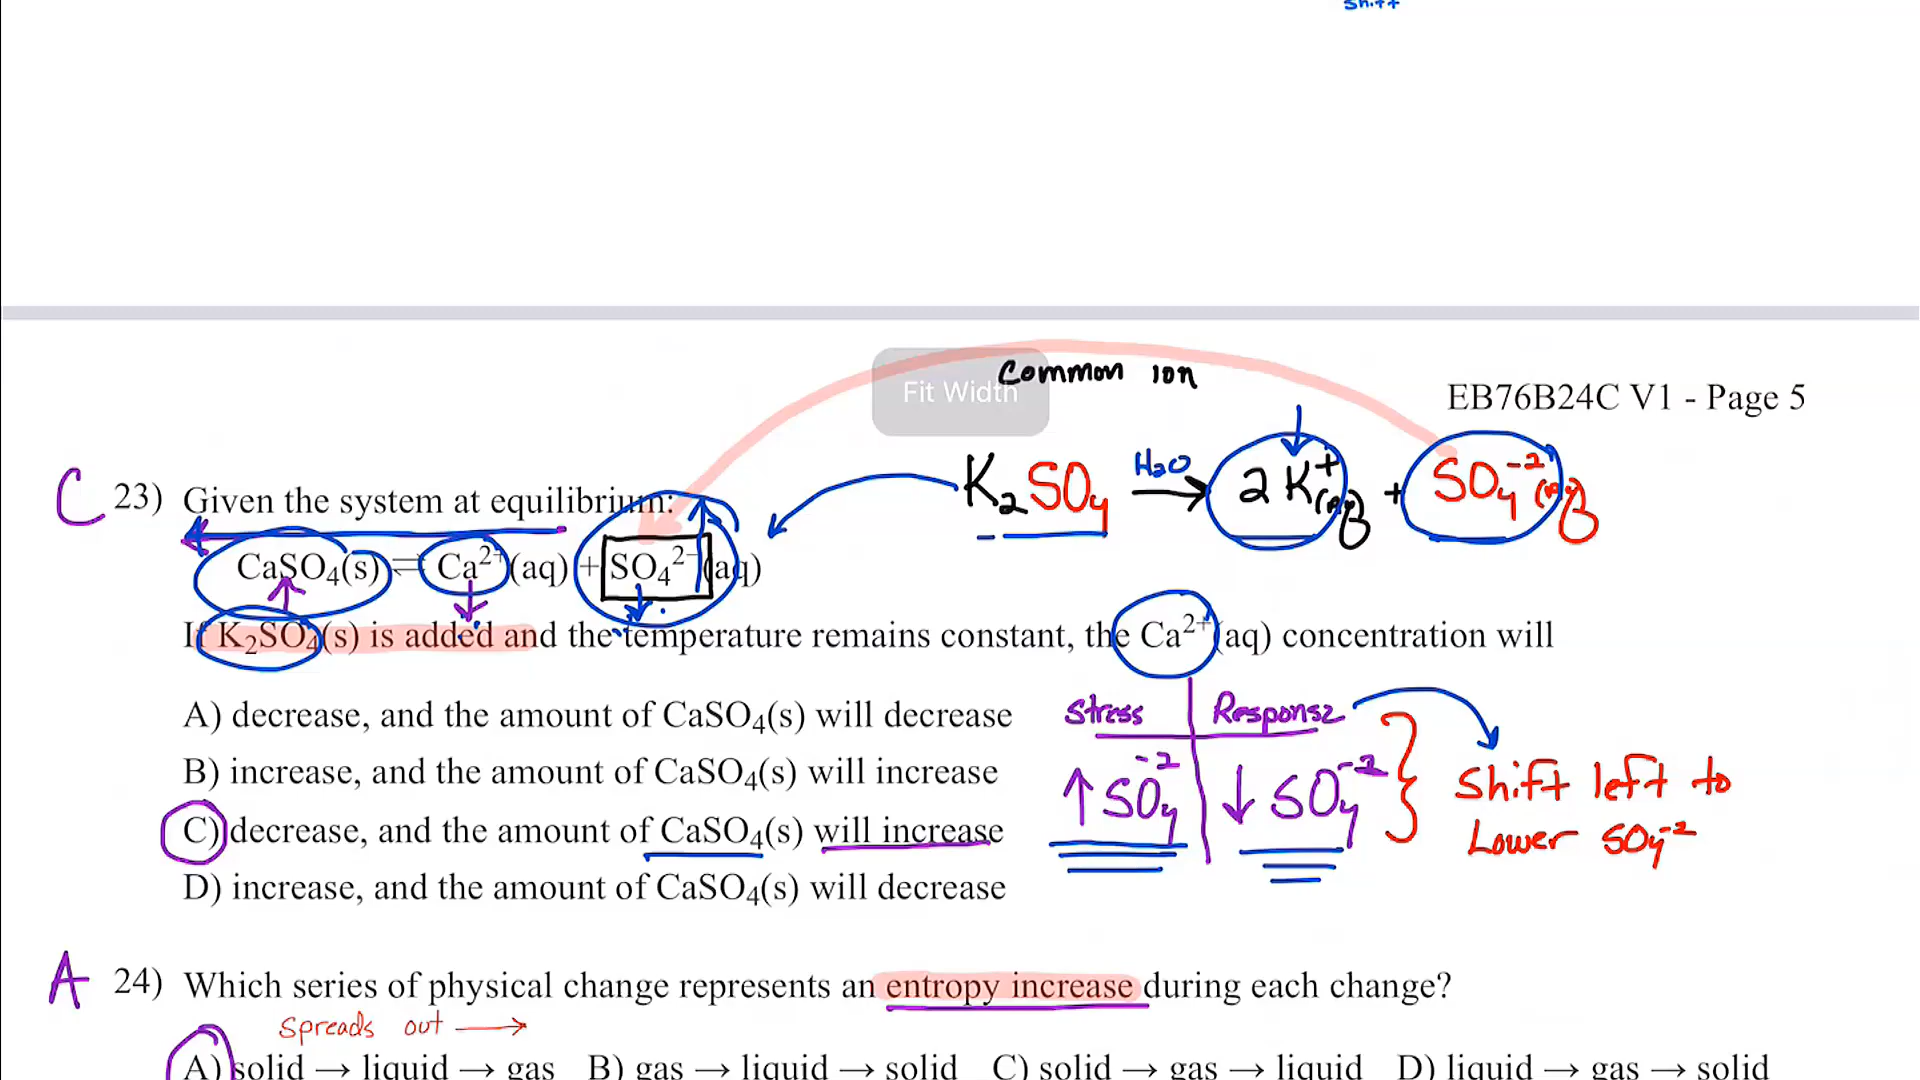 shift
Common ion
Fit Width
EB76B24C V1 - Page 5
K₂SO₄ H₂O → 2K⁺(aq) + SO₄⁻²(aq)
C 23) Given the system at equilibrium:
CaSO₄(s) ⇌ Ca²⁺(aq) + SO₄²⁻(aq)
If K₂SO₄(s) is added and the temperature remains constant, the Ca²⁺(aq) concentration will
A) decrease, and the amount of CaSO₄(s) will decrease
B) increase, and the amount of CaSO₄(s) will increase
C) decrease, and the amount of CaSO₄(s) will increase
D) increase, and the amount of CaSO₄(s) will decrease
Stress Response
↑ SO₄⁻² ↓ SO₄⁻²
Shift left to
Lower SO₄⁻²
A 24) Which series of physical change represents an entropy increase during each change?
Spreads out →
A) solid → liquid → gas B) gas → liquid → solid C) solid → gas → liquid D) liquid → gas → solid